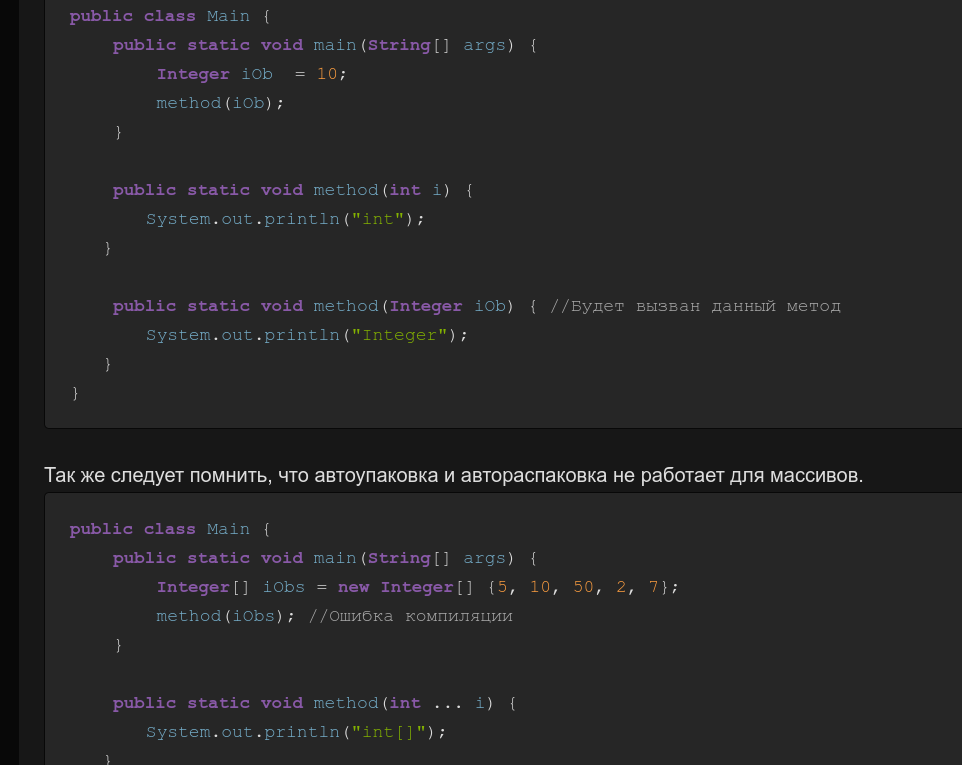 public class Main {
    public static void main(String[] args) {
        Integer iOb  = 10;
        method(iOb);
    }
    public static void method(int i) {
       System.out.println("int");
   }
    public static void method(Integer iOb) { //Будет вызван данный метод
       System.out.println("Integer");
   }
}
Так же следует помнить, что автоупаковка и автораспаковка не работает для массивов.
public class Main {
    public static void main(String[] args) {
        Integer[] iObs = new Integer[] {5, 10, 50, 2, 7};
        method(iObs); //Ошибка компиляции
    }
    public static void method(int ... i) {
       System.out.println("int[]");
   }